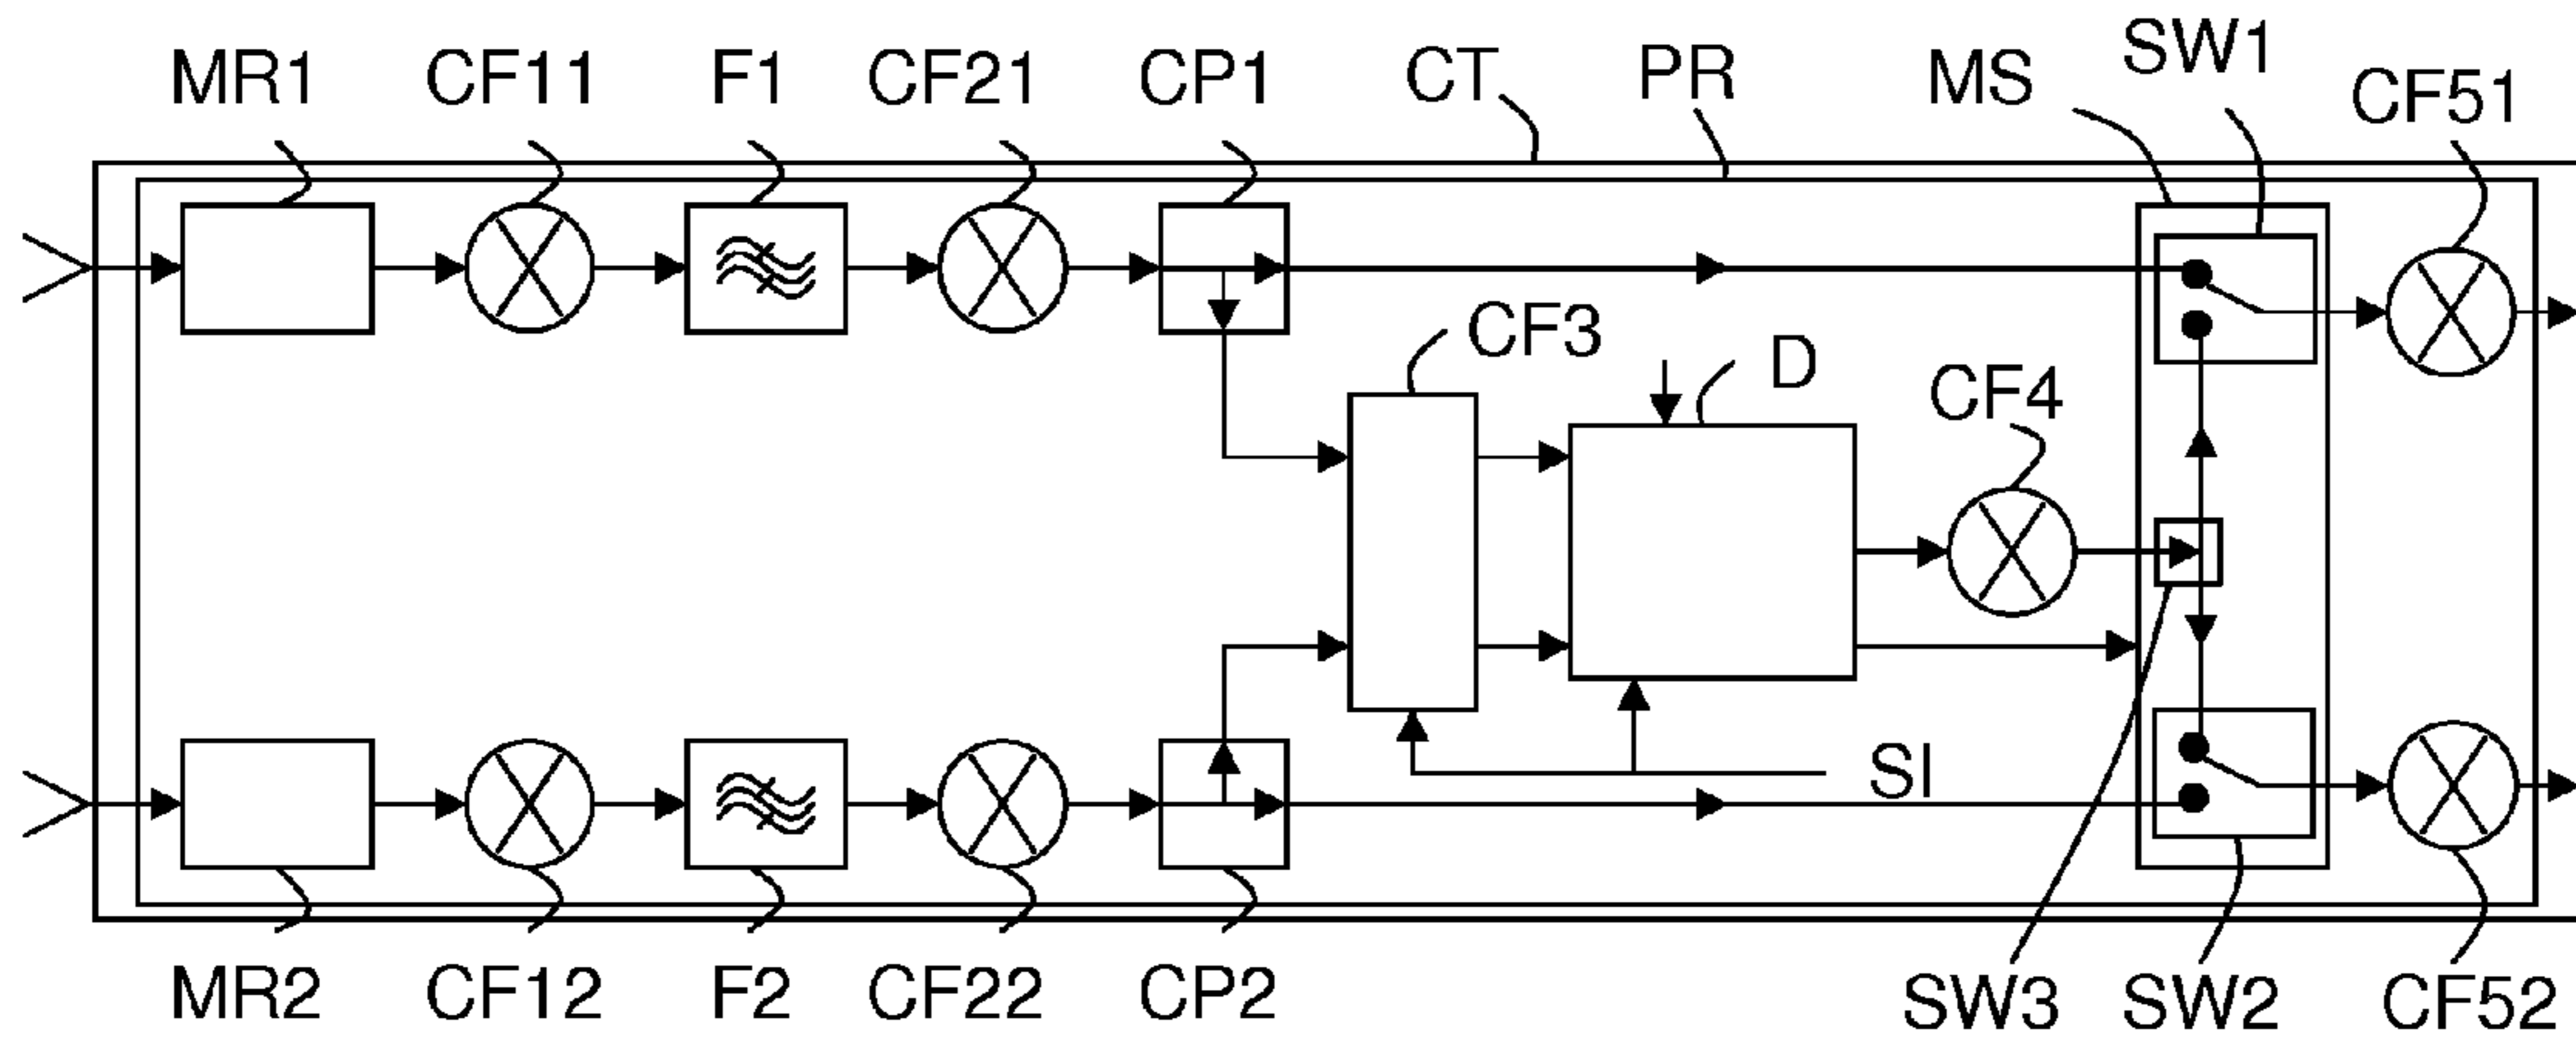 MR1 CF11 F1 CF21 CP1 CT PR MS SW1 CF51
CF3 D CF4
SI
MR2 CF12 F2 CF22 CP2 SW3 SW2 CF52